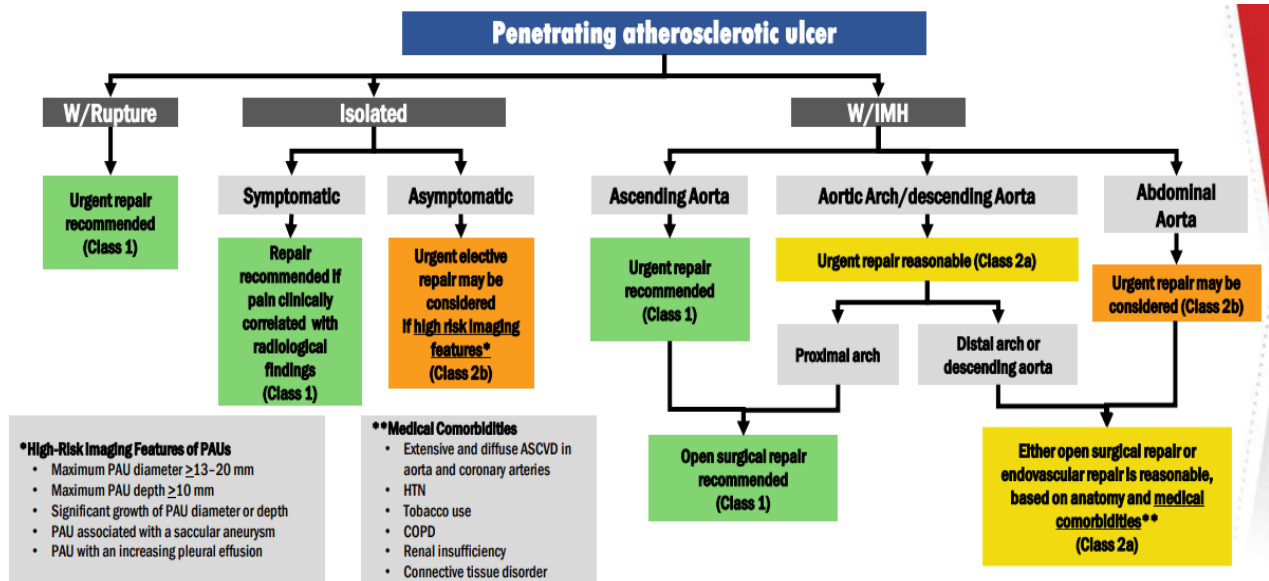 Penetrating atherosclerotic ulcer
W/Rupture
Isolated
W/IMH
Urgent repair
recommended
(Class 1)
Symptomatic
Asymptomatic
Repair
recommended if
pain clinically
correlated with
radiological
findings
(Class 1)
Urgent elective
repair may be
considered
If high risk imaging
features*
(Class 2b)
Ascending Aorta
Aortic Arch/descending Aorta
Abdominal
Aorta
Urgent repair
recommended
(Class 1)
Urgent repair reasonable (Class 2a)
Urgent repair may be
considered (Class 2b)
Proximal arch
Distal arch or
descending aorta
Open surgical repair
recommended
(Class 1)
Either open surgical repair or
endovascular repair is reasonable,
based on anatomy and medical
comorbidities**
(Class 2a)
*High-Risk Imaging Features of PAUs
• Maximum PAU diameter ≥13–20 mm
• Maximum PAU depth ≥10 mm
• Significant growth of PAU diameter or depth
• PAU associated with a saccular aneurysm
• PAU with an increasing pleural effusion
**Medical Comorbidities
• Extensive and diffuse ASCVD in
aorta and coronary arteries
• HTN
• Tobacco use
• COPD
• Renal insufficiency
• Connective tissue disorder